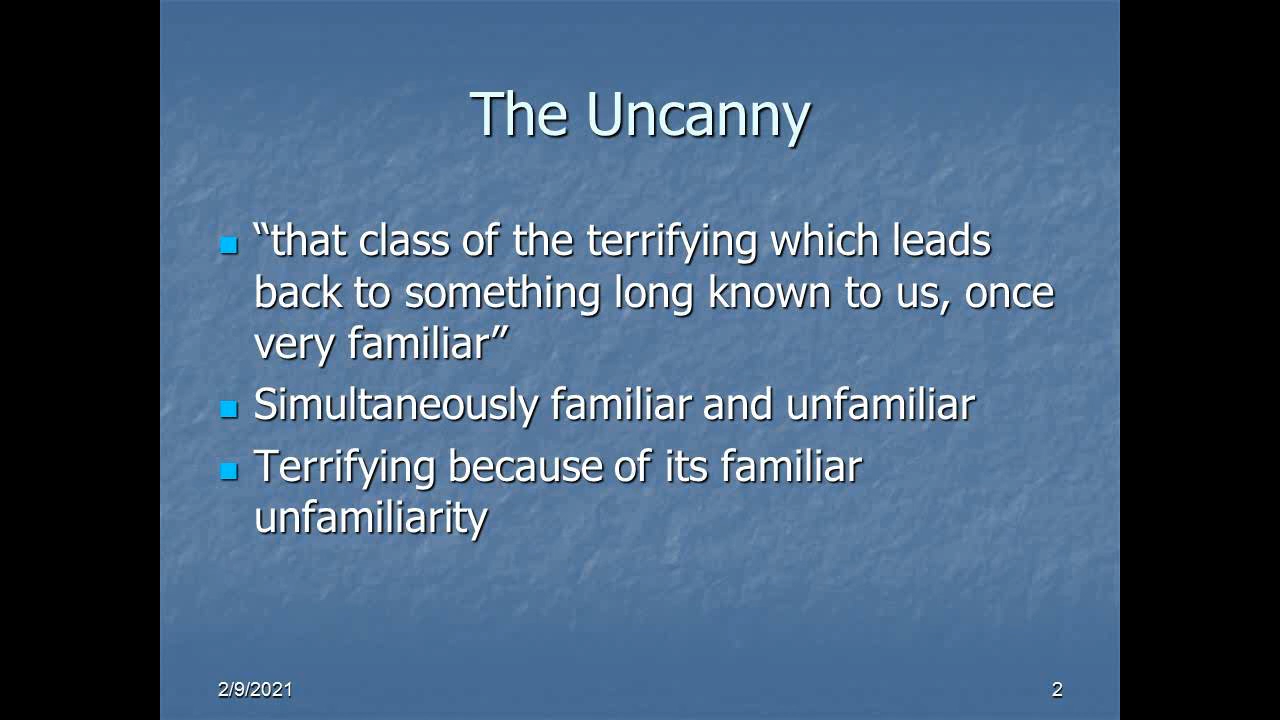 The Uncanny
“that class of the terrifying which leads
back to something long known to us, once
very familiar”
Simultaneously familiar and unfamiliar
Terrifying because of its familiar
unfamiliarity
2/9/2021
2